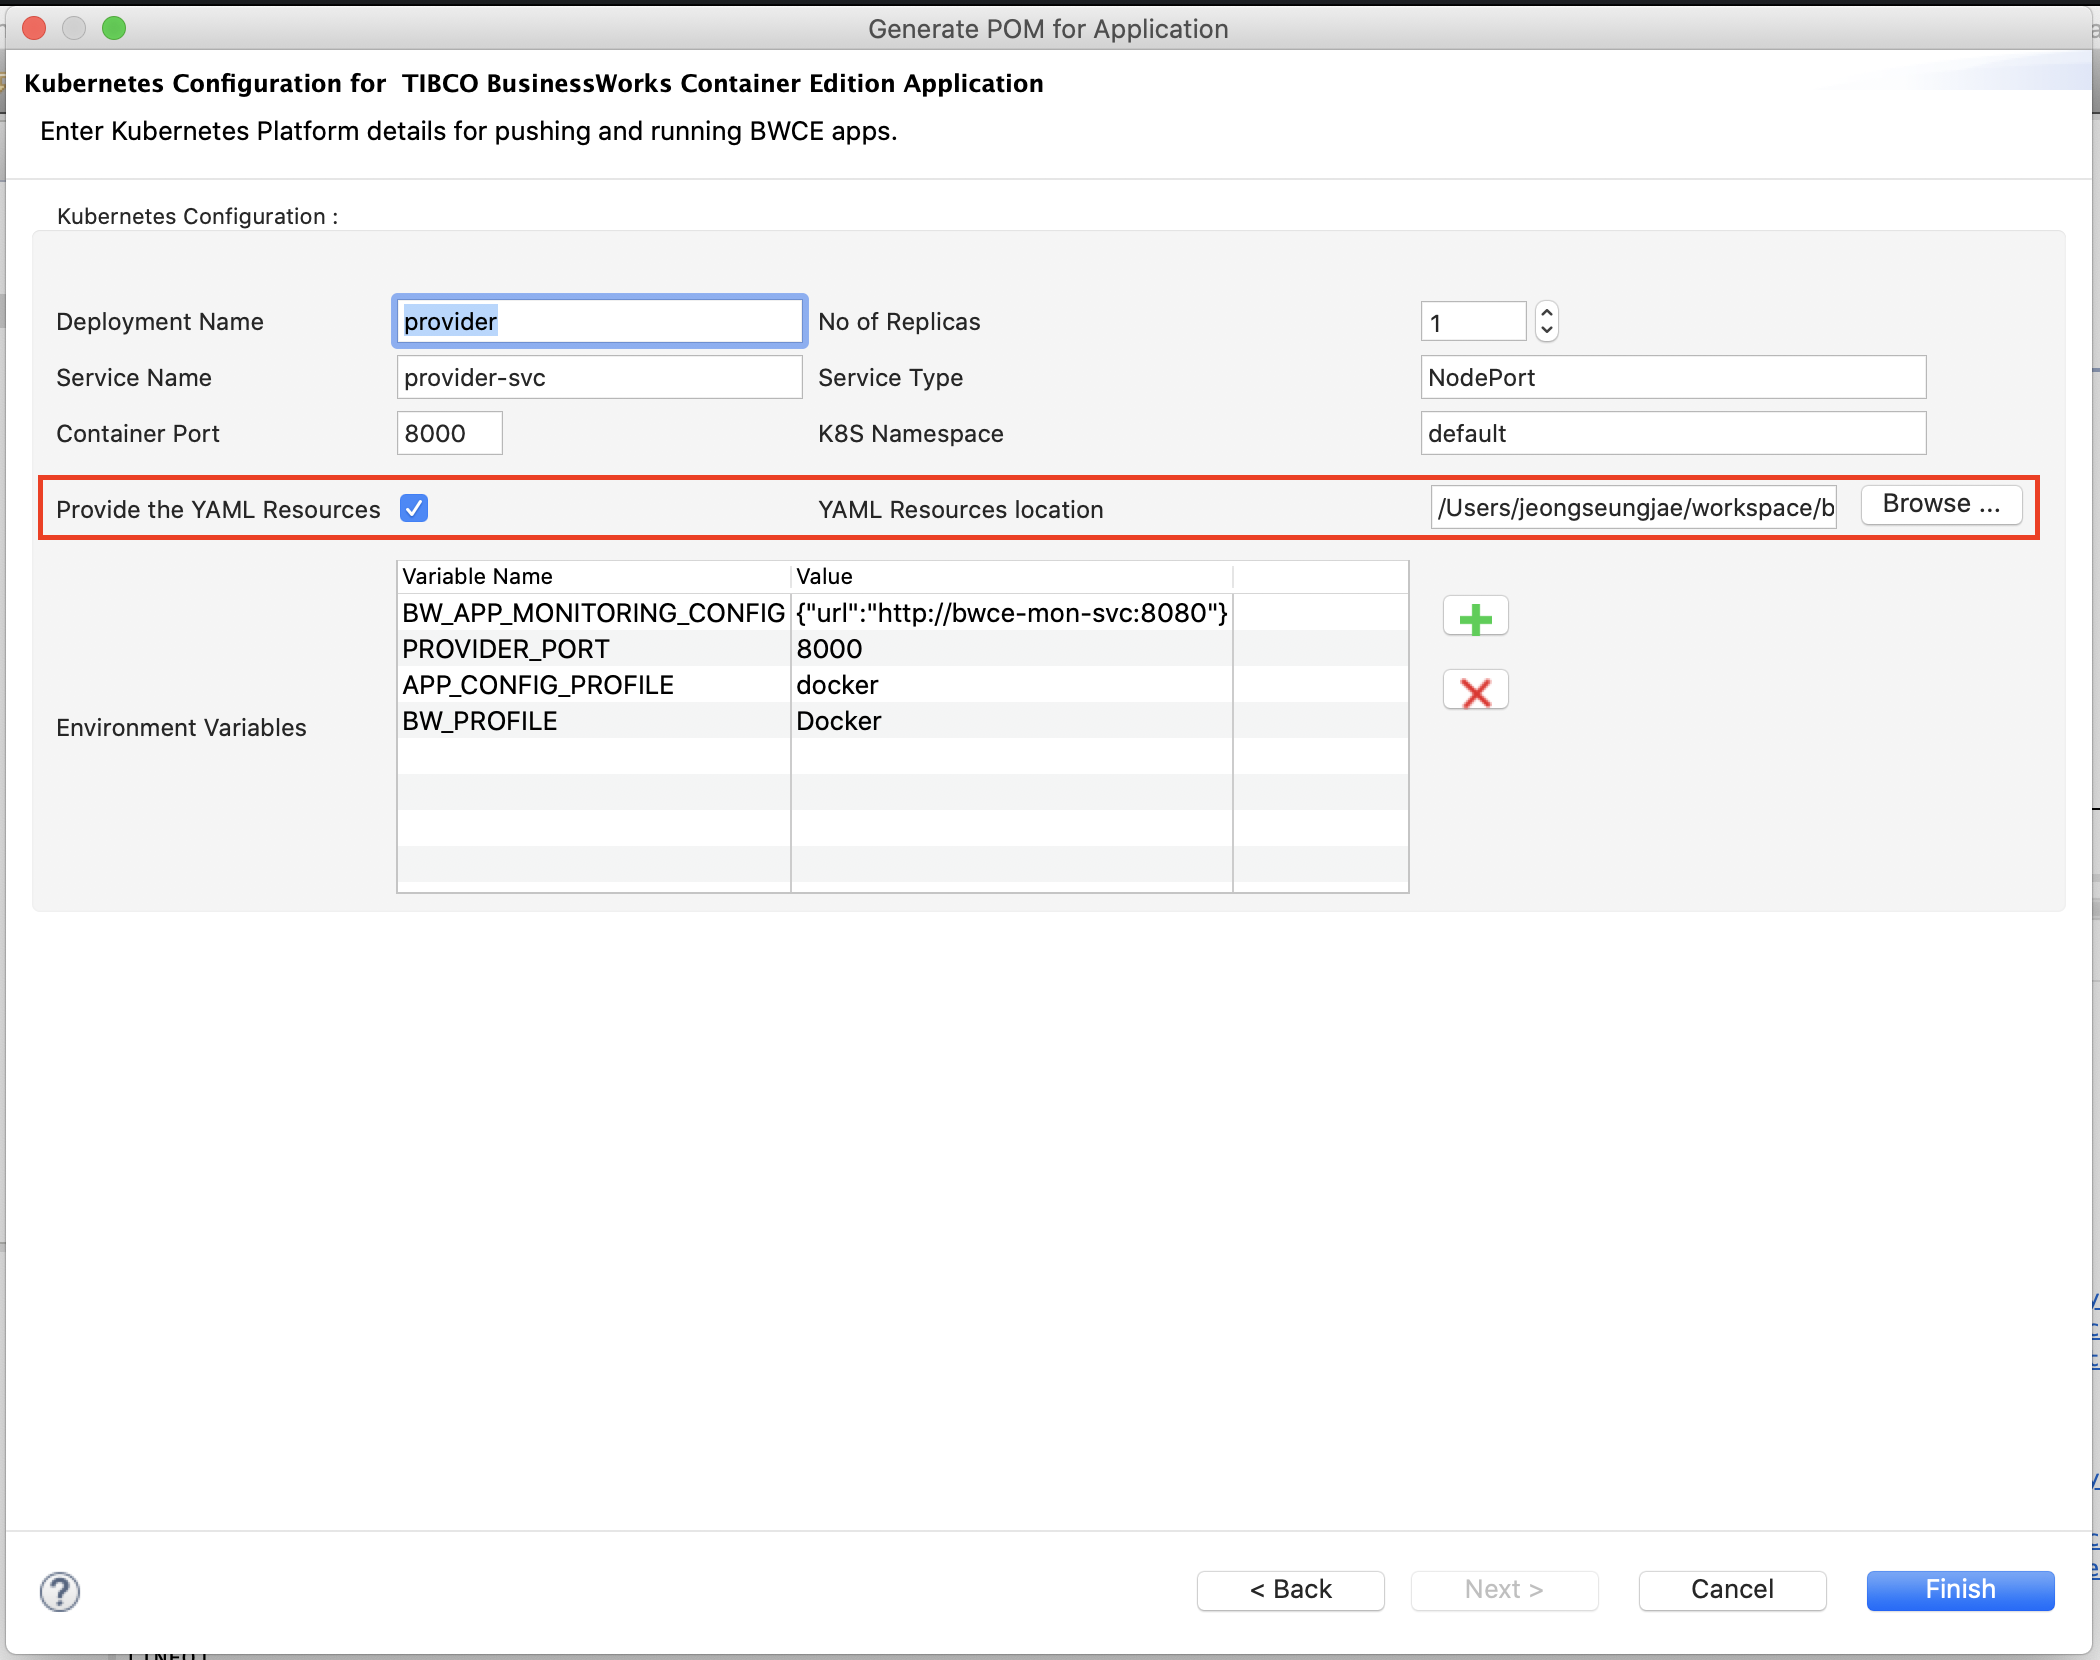 Generate POM for Application
Kubernetes Configuration for  TIBCO BusinessWorks Container Edition Application
Enter Kubernetes Platform details for pushing and running BWCE apps.
Kubernetes Configuration :
Deployment Name provider No of Replicas 1
Service Name provider-svc Service Type NodePort
Container Port 8000 K8S Namespace default
Provide the YAML Resources YAML Resources location /Users/jeongseungjae/workspace/b Browse ...
Variable Name Value
BW_APP_MONITORING_CONFIG {"url":"http://bwce-mon-svc:8080"}
PROVIDER_PORT 8000
APP_CONFIG_PROFILE docker
BW_PROFILE Docker
Environment Variables
< Back Next > Cancel Finish